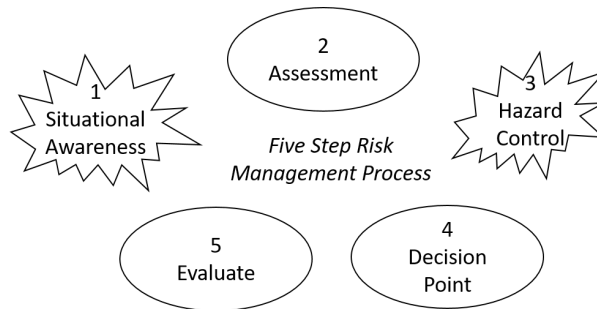 1
Situational
Awareness
2
Assessment
3
Hazard
Control
Five Step Risk
Management Process
4
Decision
Point
5
Evaluate